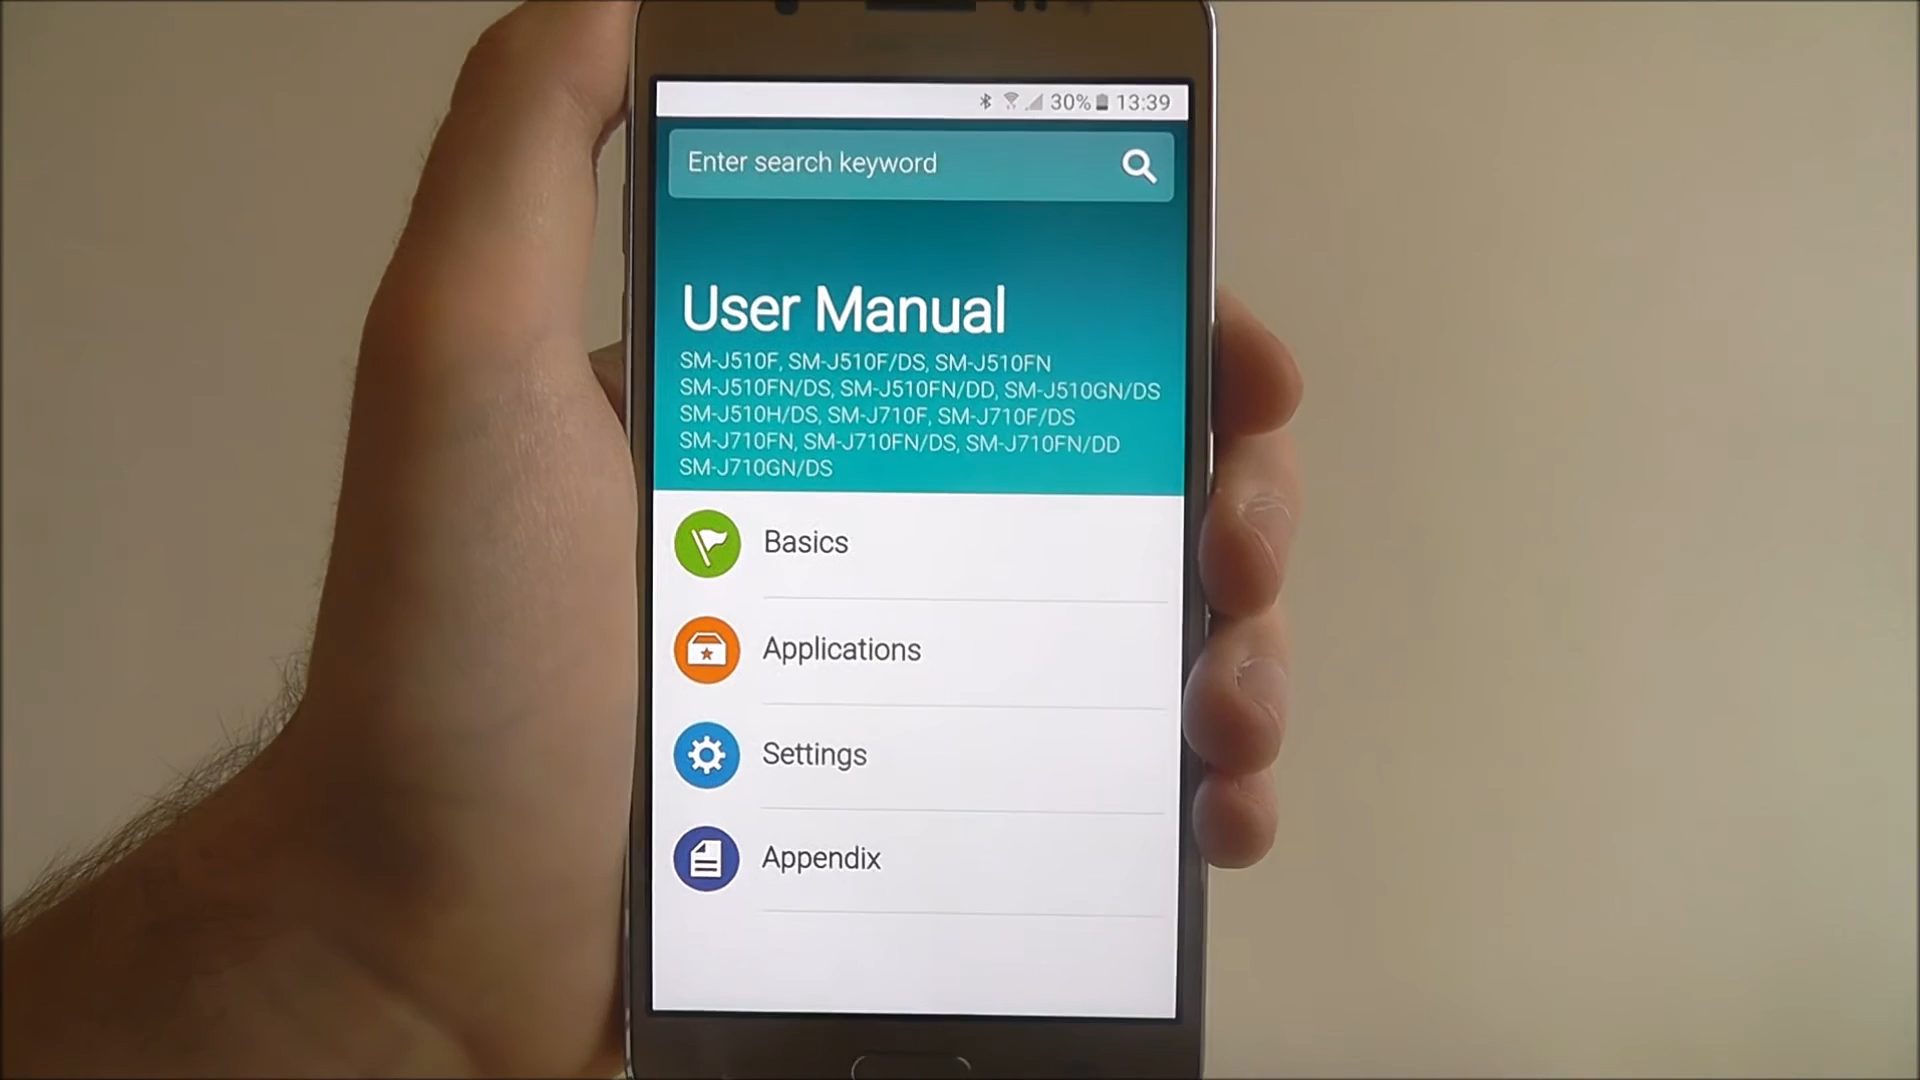 30% 13:39
Enter search keyword
User Manual
SM-J510F, SM-J510F/DS, SM-J510FN
SM-J510FN/DS, SM-J510FN/DD, SM-J510GN/DS
SM-J510H/DS, SM-J710F, SM-J710F/DS
SM-J710FN, SM-J710FN/DS, SM-J710FN/DD
SM-J710GN/DS
Basics
Applications
Settings
Appendix